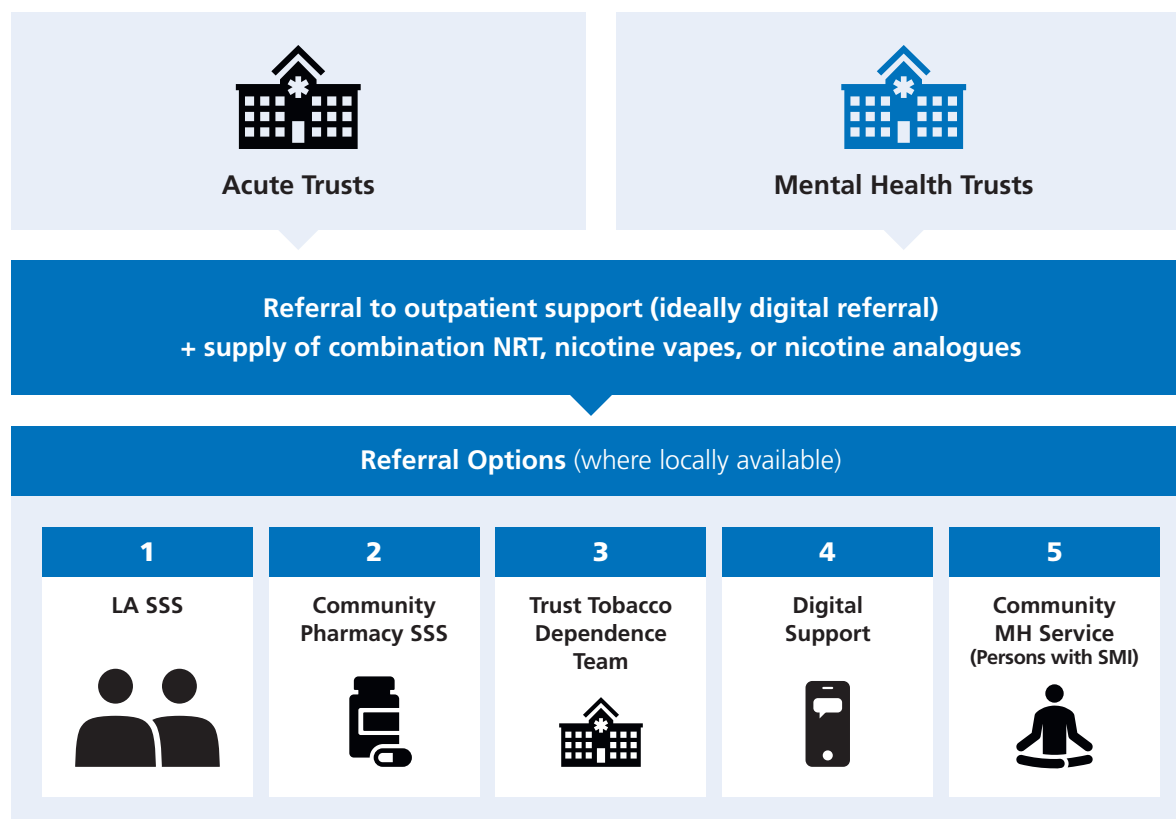 Acute Trusts
Mental Health Trusts
Referral to outpatient support (ideally digital referral)
+ supply of combination NRT, nicotine vapes, or nicotine analogues
Referral Options (where locally available)
1
LA SSS
2
Community
Pharmacy SSS
3
Trust Tobacco
Dependence
Team
4
Digital
Support
5
Community
MH Service
(Persons with SMI)